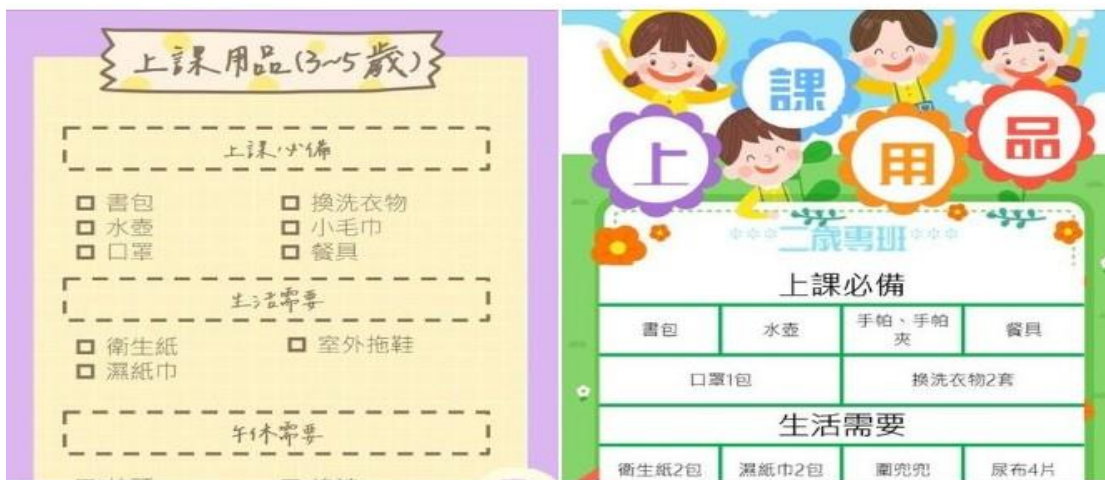 上課用品(3~5歲)
上課必備
書包
水壺
口罩
換洗衣物
小毛巾
餐具
生活需要
衛生紙
濕紙巾
室外拖鞋
午休需要
上課用品
二歲專班
上課必備
書包 水壺 手帕、手帕夾 餐具
口罩1包 換洗衣物2套
生活需要
衛生紙2包 濕紙巾2包 圍兜兜 尿布4片